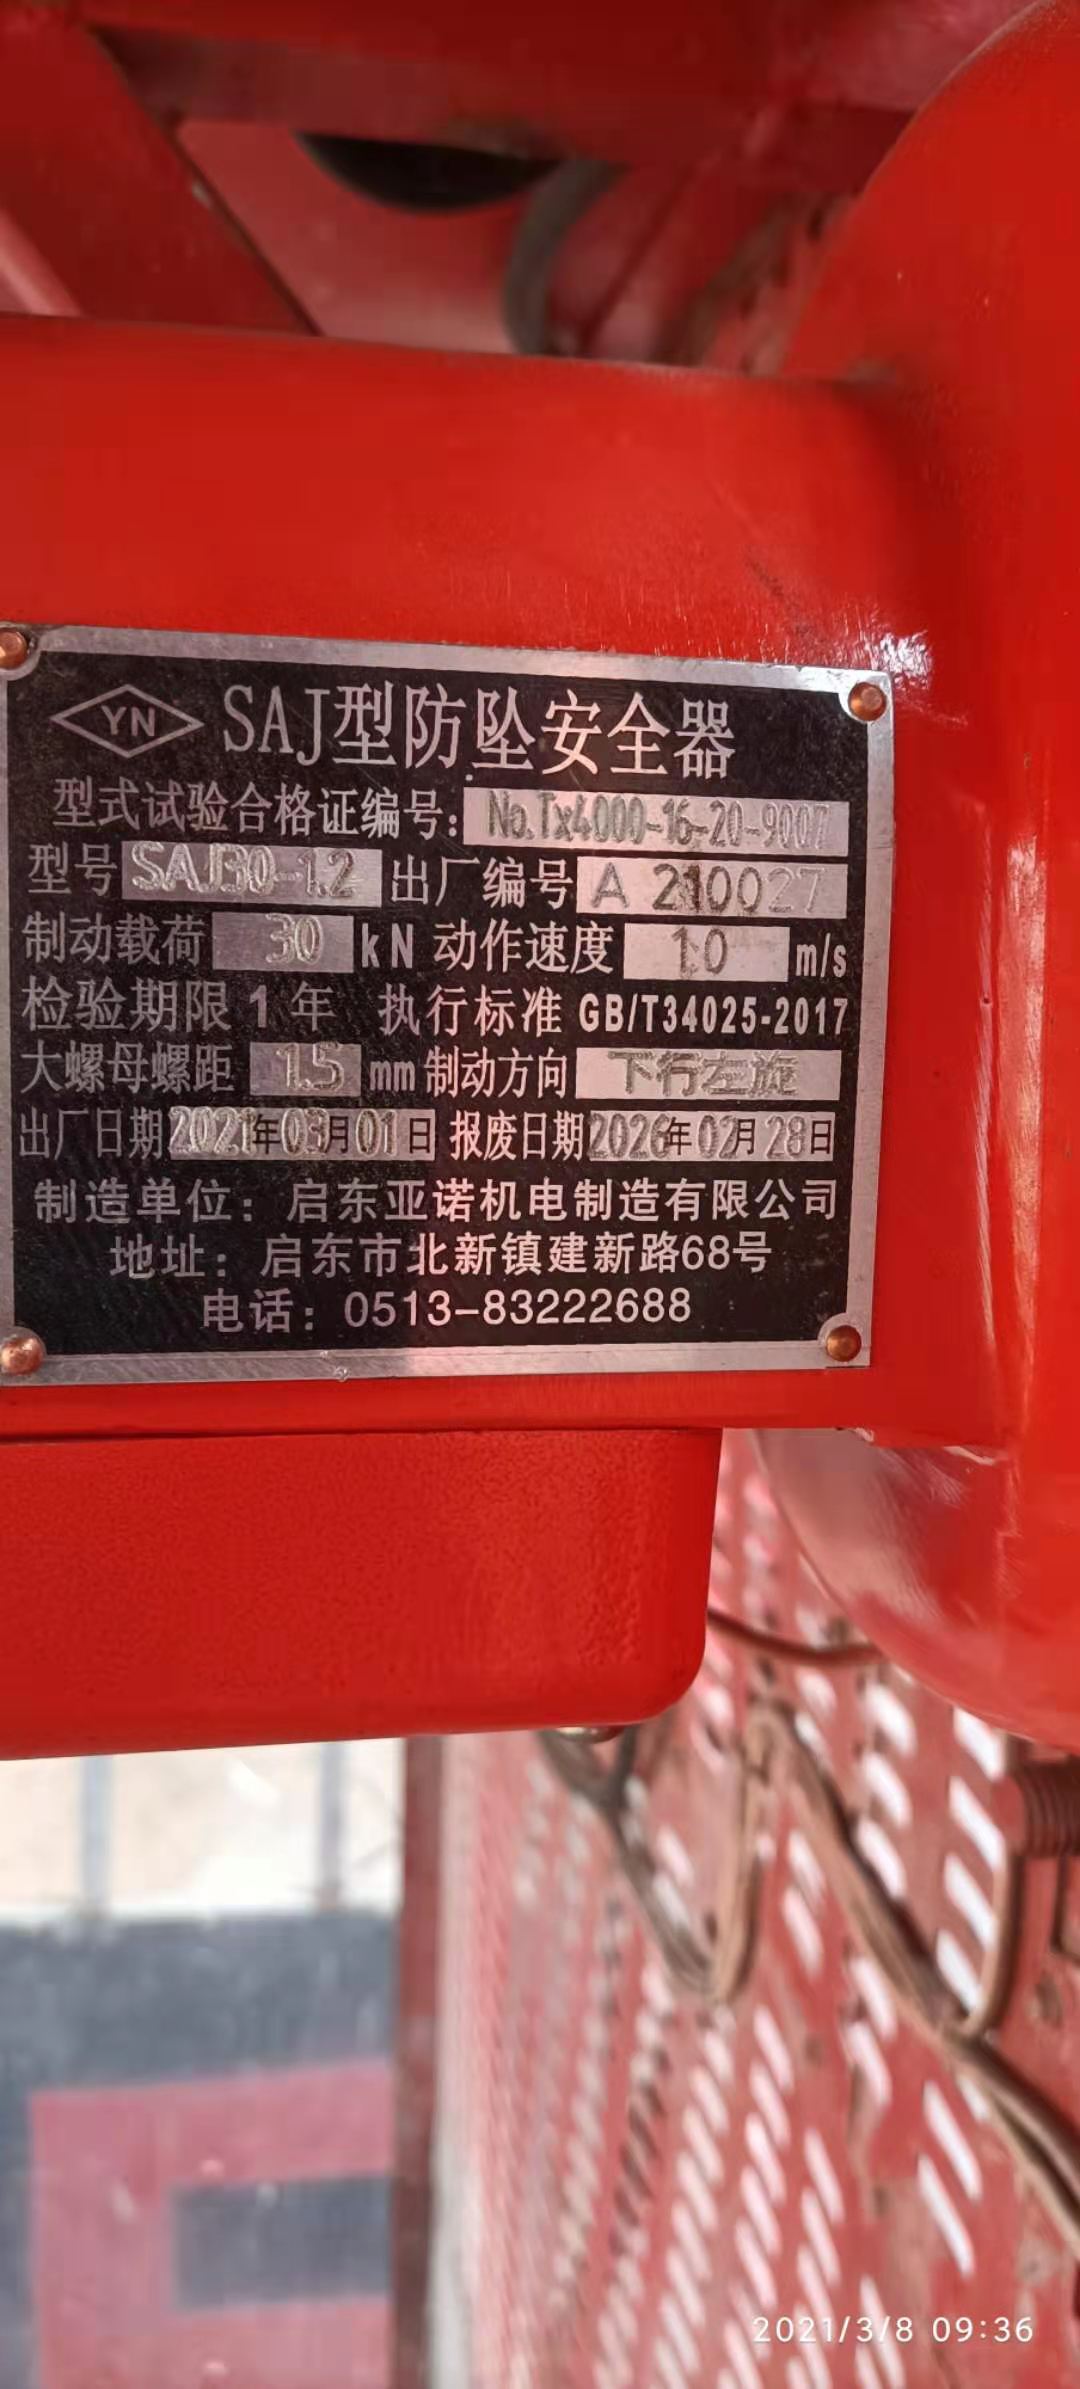 YN SAJ型防坠安全器
型式试验合格证编号：No.Tx4000-16-20-9007
型号 SAJ30-1.2 出厂编号 A 210027
制动载荷 30 kN 动作速度 1.0 m/s
检验期限 1 年 执行标准 GB/T34025-2017
大螺母螺距 1.5 mm 制动方向 下行左旋
出厂日期 2021年03月01日 报废日期 2026年02月28日
制造单位：启东亚诺机电制造有限公司
地址：启东市北新镇建新路68号
电话：0513-83222688
2021/3/8 09:36